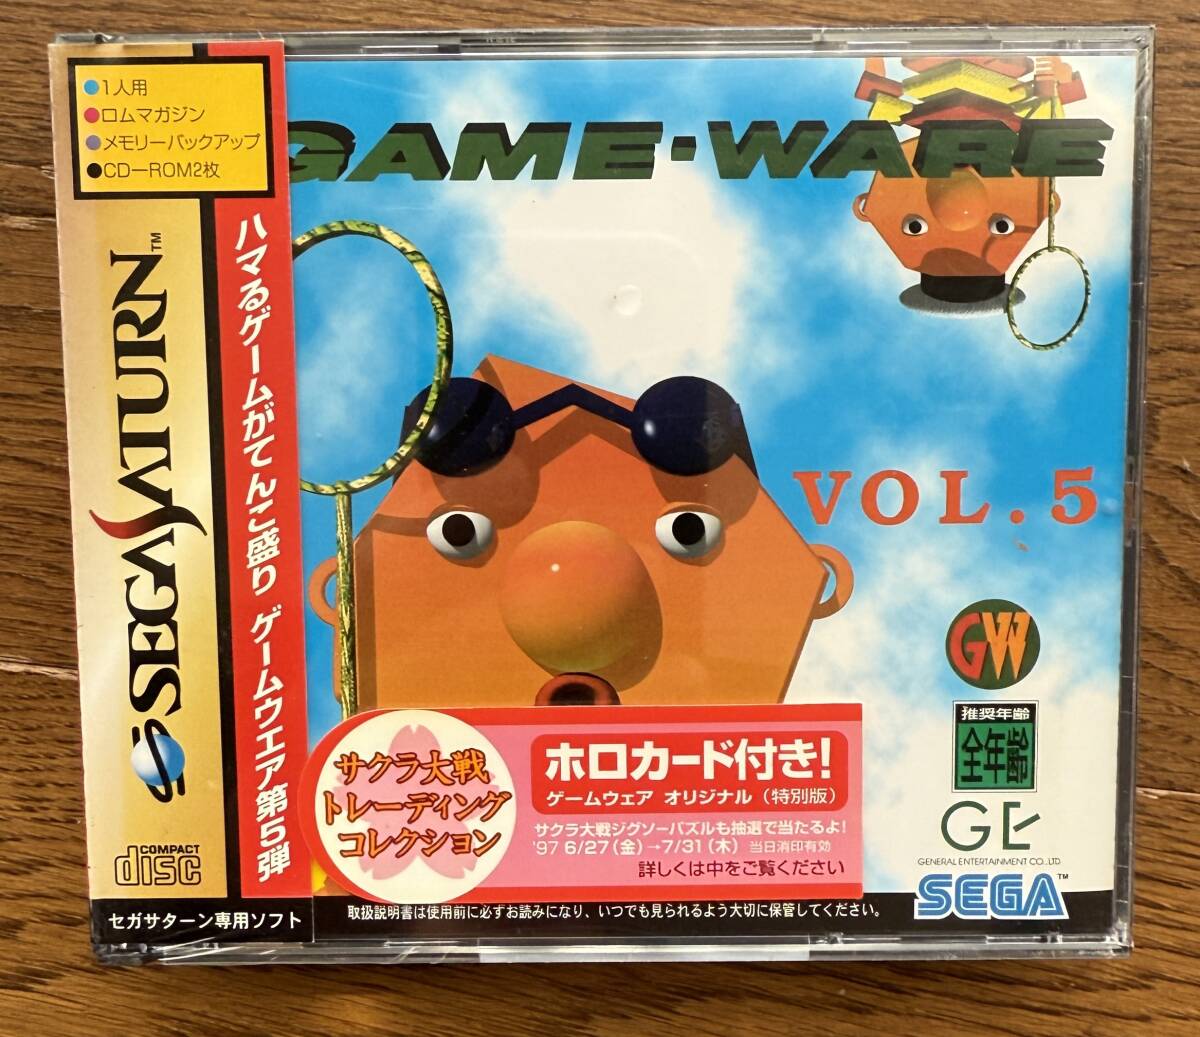 ●1人用
●ロムマガジン
●メモリーバックアップ
●CD-ROM2枚
SEGA SATURN™
ハマるゲームがてんこ盛り ゲームウエア第5弾
COMPACT
disc
セガサターン専用ソフト
GAME·WARE
VOL.5
GW
推奨年齢
全年齢
GE
GENERAL ENTERTAINMENT CO.,LTD.
SEGA™
サクラ大戦
トレーディング
コレクション
ホロカード付き!
ゲームウェア オリジナル(特別版)
サクラ大戦ジグソーパズルも抽選で当たるよ!
'97 6/27(金)→7/31(木) 当日消印有効
詳しくは中をご覧ください
取扱説明書は使用前に必ずお読みになり、いつでも見られるよう大切に保管してください。